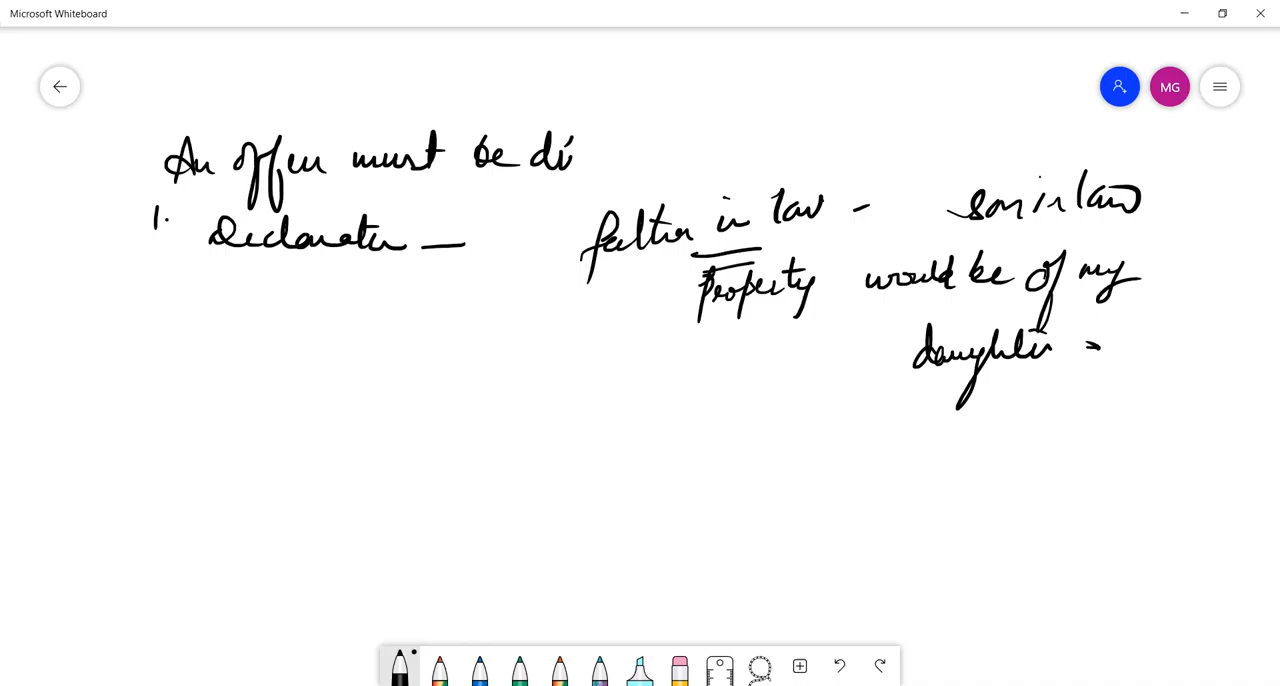 Microsoft Whiteboard
MG
An offer must be di
1. Declaration — father in law - son in law
property would be of my
daughter